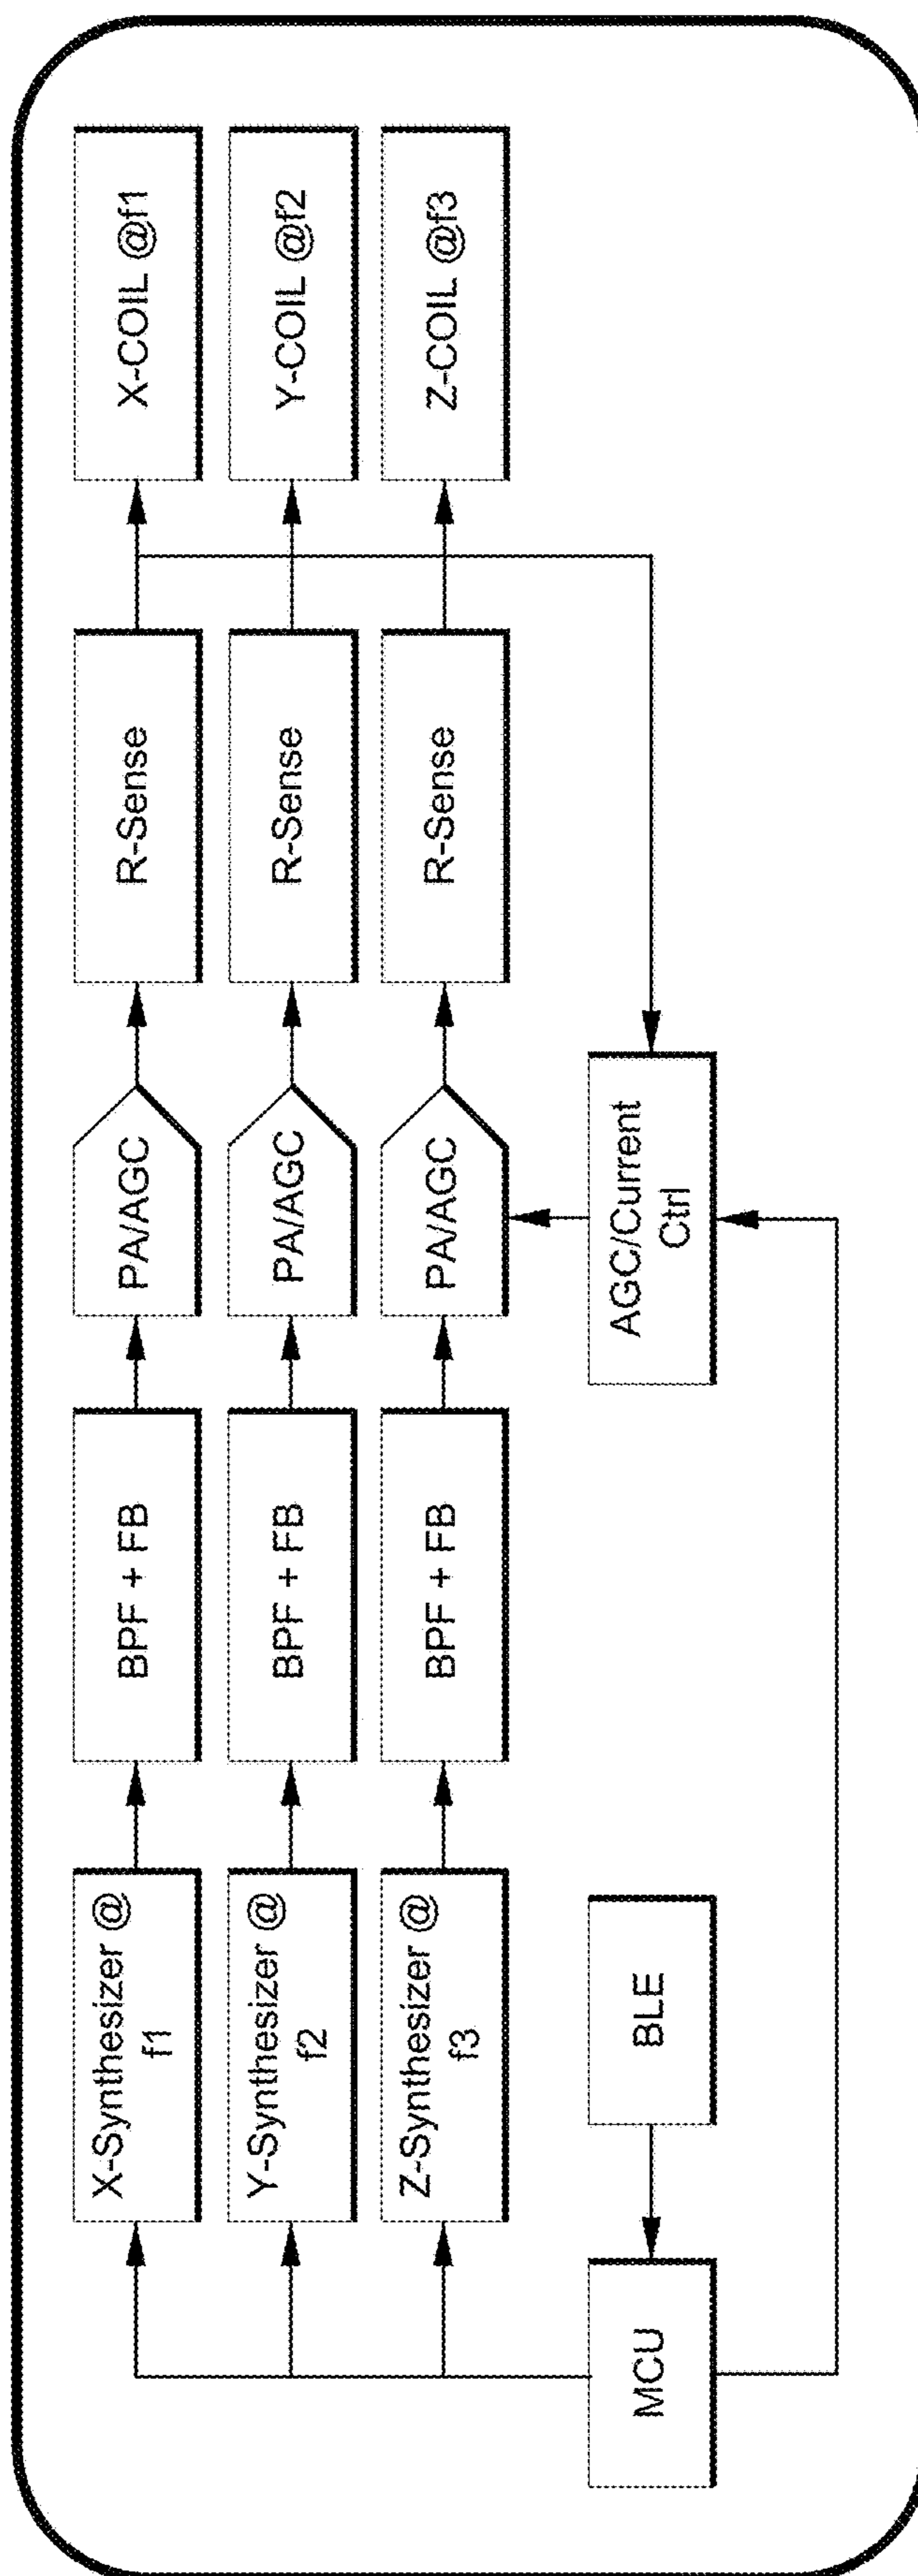 X-Synthesizer @
f1
BPF + FB
PA/AGC
R-Sense
X-COIL @f1
Y-Synthesizer @
f2
BPF + FB
PA/AGC
R-Sense
Y-COIL @f2
Z-Synthesizer @
f3
BPF + FB
PA/AGC
R-Sense
Z-COIL @f3
MCU
BLE
AGC/Current
Ctrl